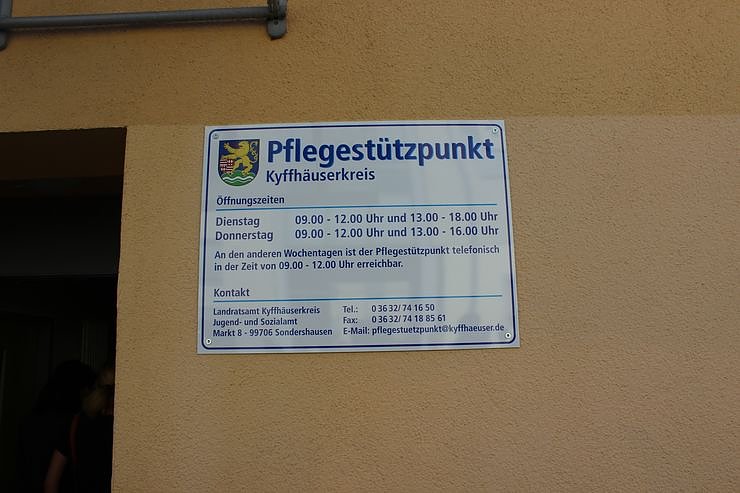 Pflegestützpunkt
Kyffhäuserkreis
Öffnungszeiten
Dienstag 09.00 - 12.00 Uhr und 13.00 - 18.00 Uhr
Donnerstag 09.00 - 12.00 Uhr und 13.00 - 16.00 Uhr
An den anderen Wochentagen ist der Pflegestützpunkt telefonisch
in der Zeit von 09.00 - 12.00 Uhr erreichbar.
Kontakt
Landratsamt Kyffhäuserkreis Tel.: 0 36 32/ 74 16 50
Jugend- und Sozialamt Fax: 0 36 32/ 74 18 85 61
Markt 8 - 99706 Sondershausen E-Mail: pflegestuetzpunkt@kyffhaeuser.de